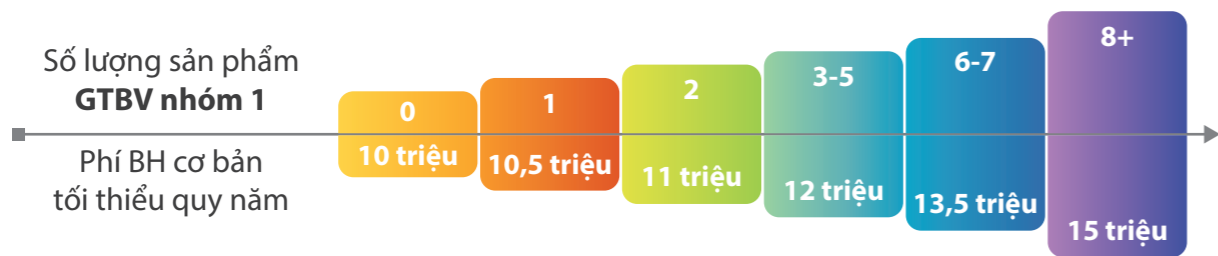 Số lượng sản phẩm
GTBV nhóm 1
0
1
2
3-5
6-7
8+
Phí BH cơ bản
tối thiểu quy năm
10 triệu
10,5 triệu
11 triệu
12 triệu
13,5 triệu
15 triệu